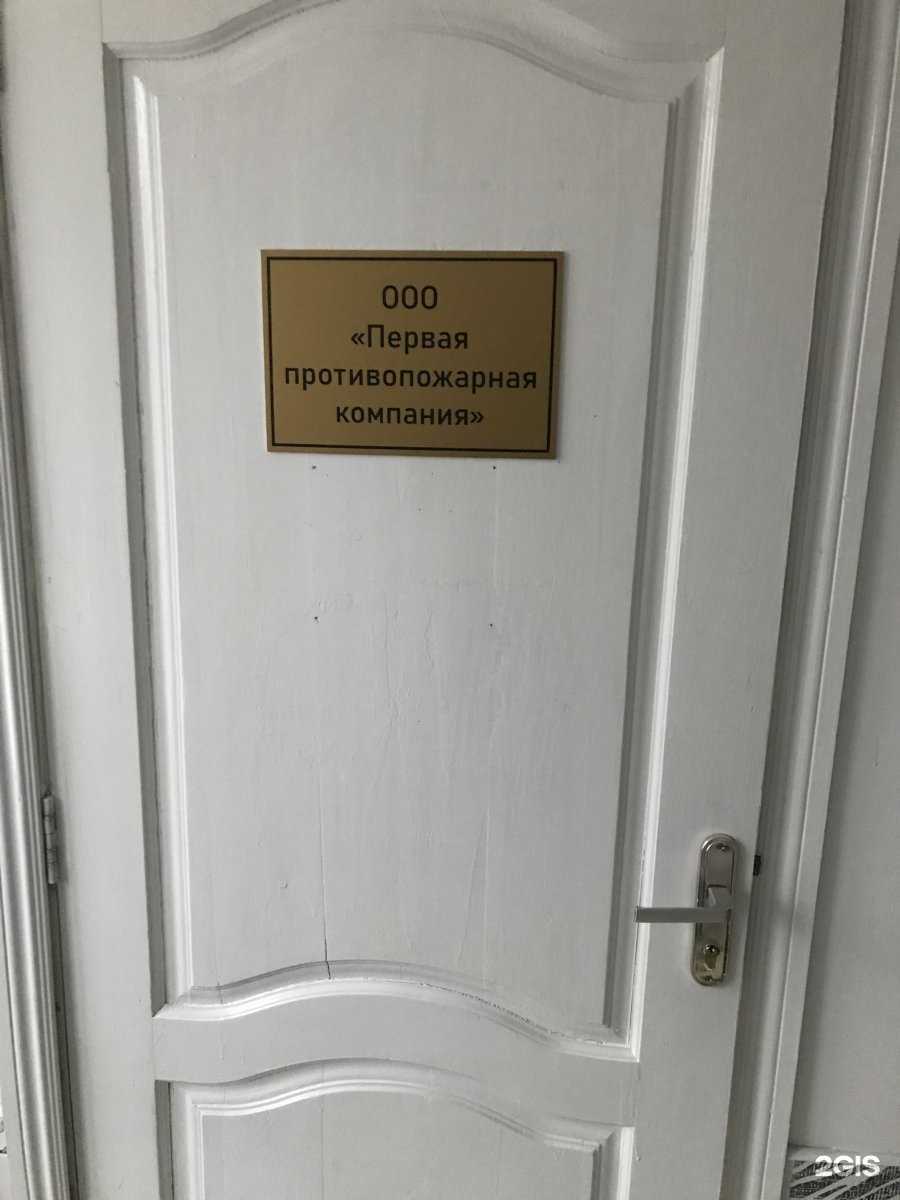 ООО
«Первая
противопожарная
компания»
2GIS